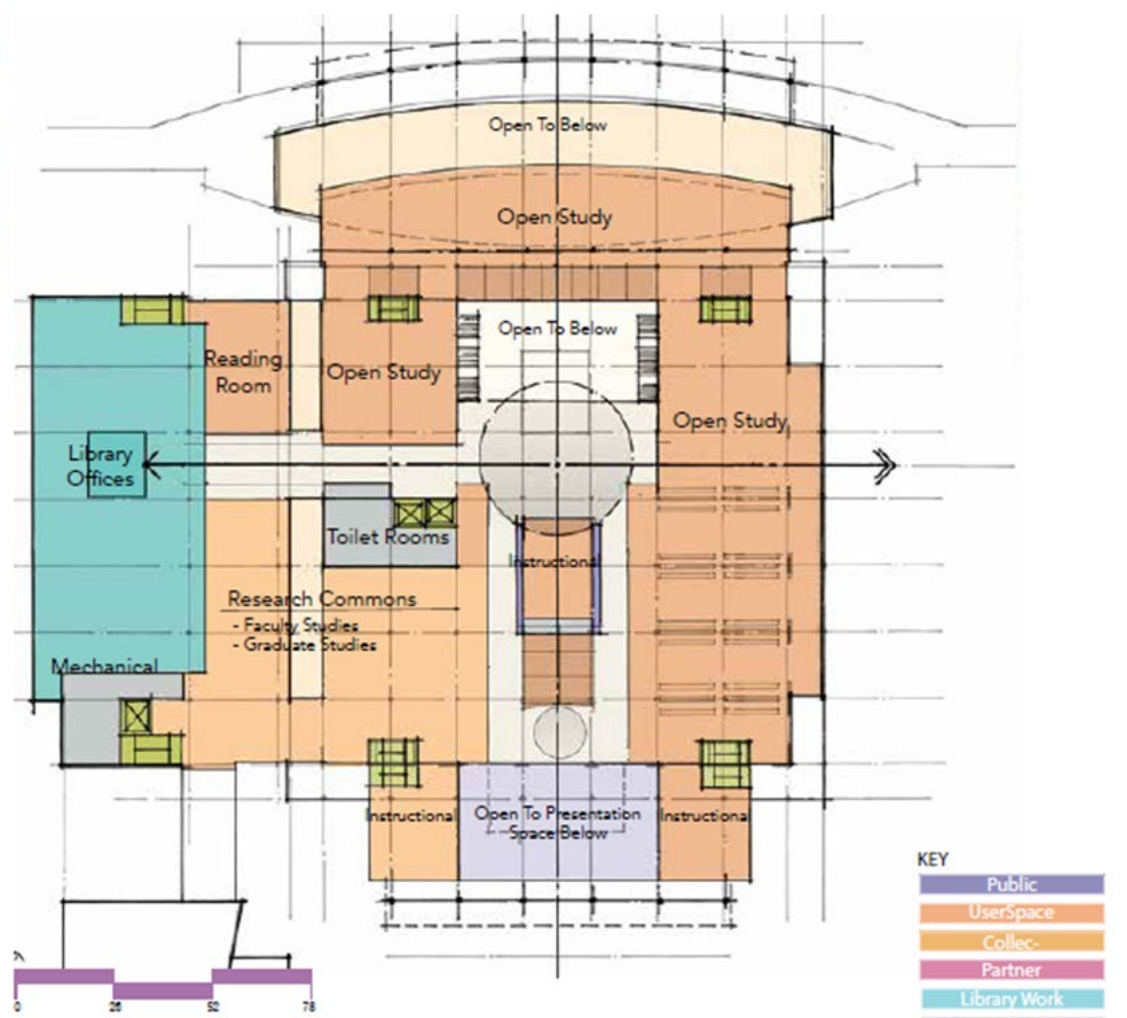 Open To Below
Open Study
Open To Below
Reading
Room
Open Study
Open Study
Library
Offices
Toilet Rooms
Instructional
Research Commons
- Faculty Studies
- Graduate Studies
Mechanical
Instructional
Open To Presentation
Space Below
Instructional
KEY
Public
UserSpace
Collec-
Partner
Library Work
0
26
52
78